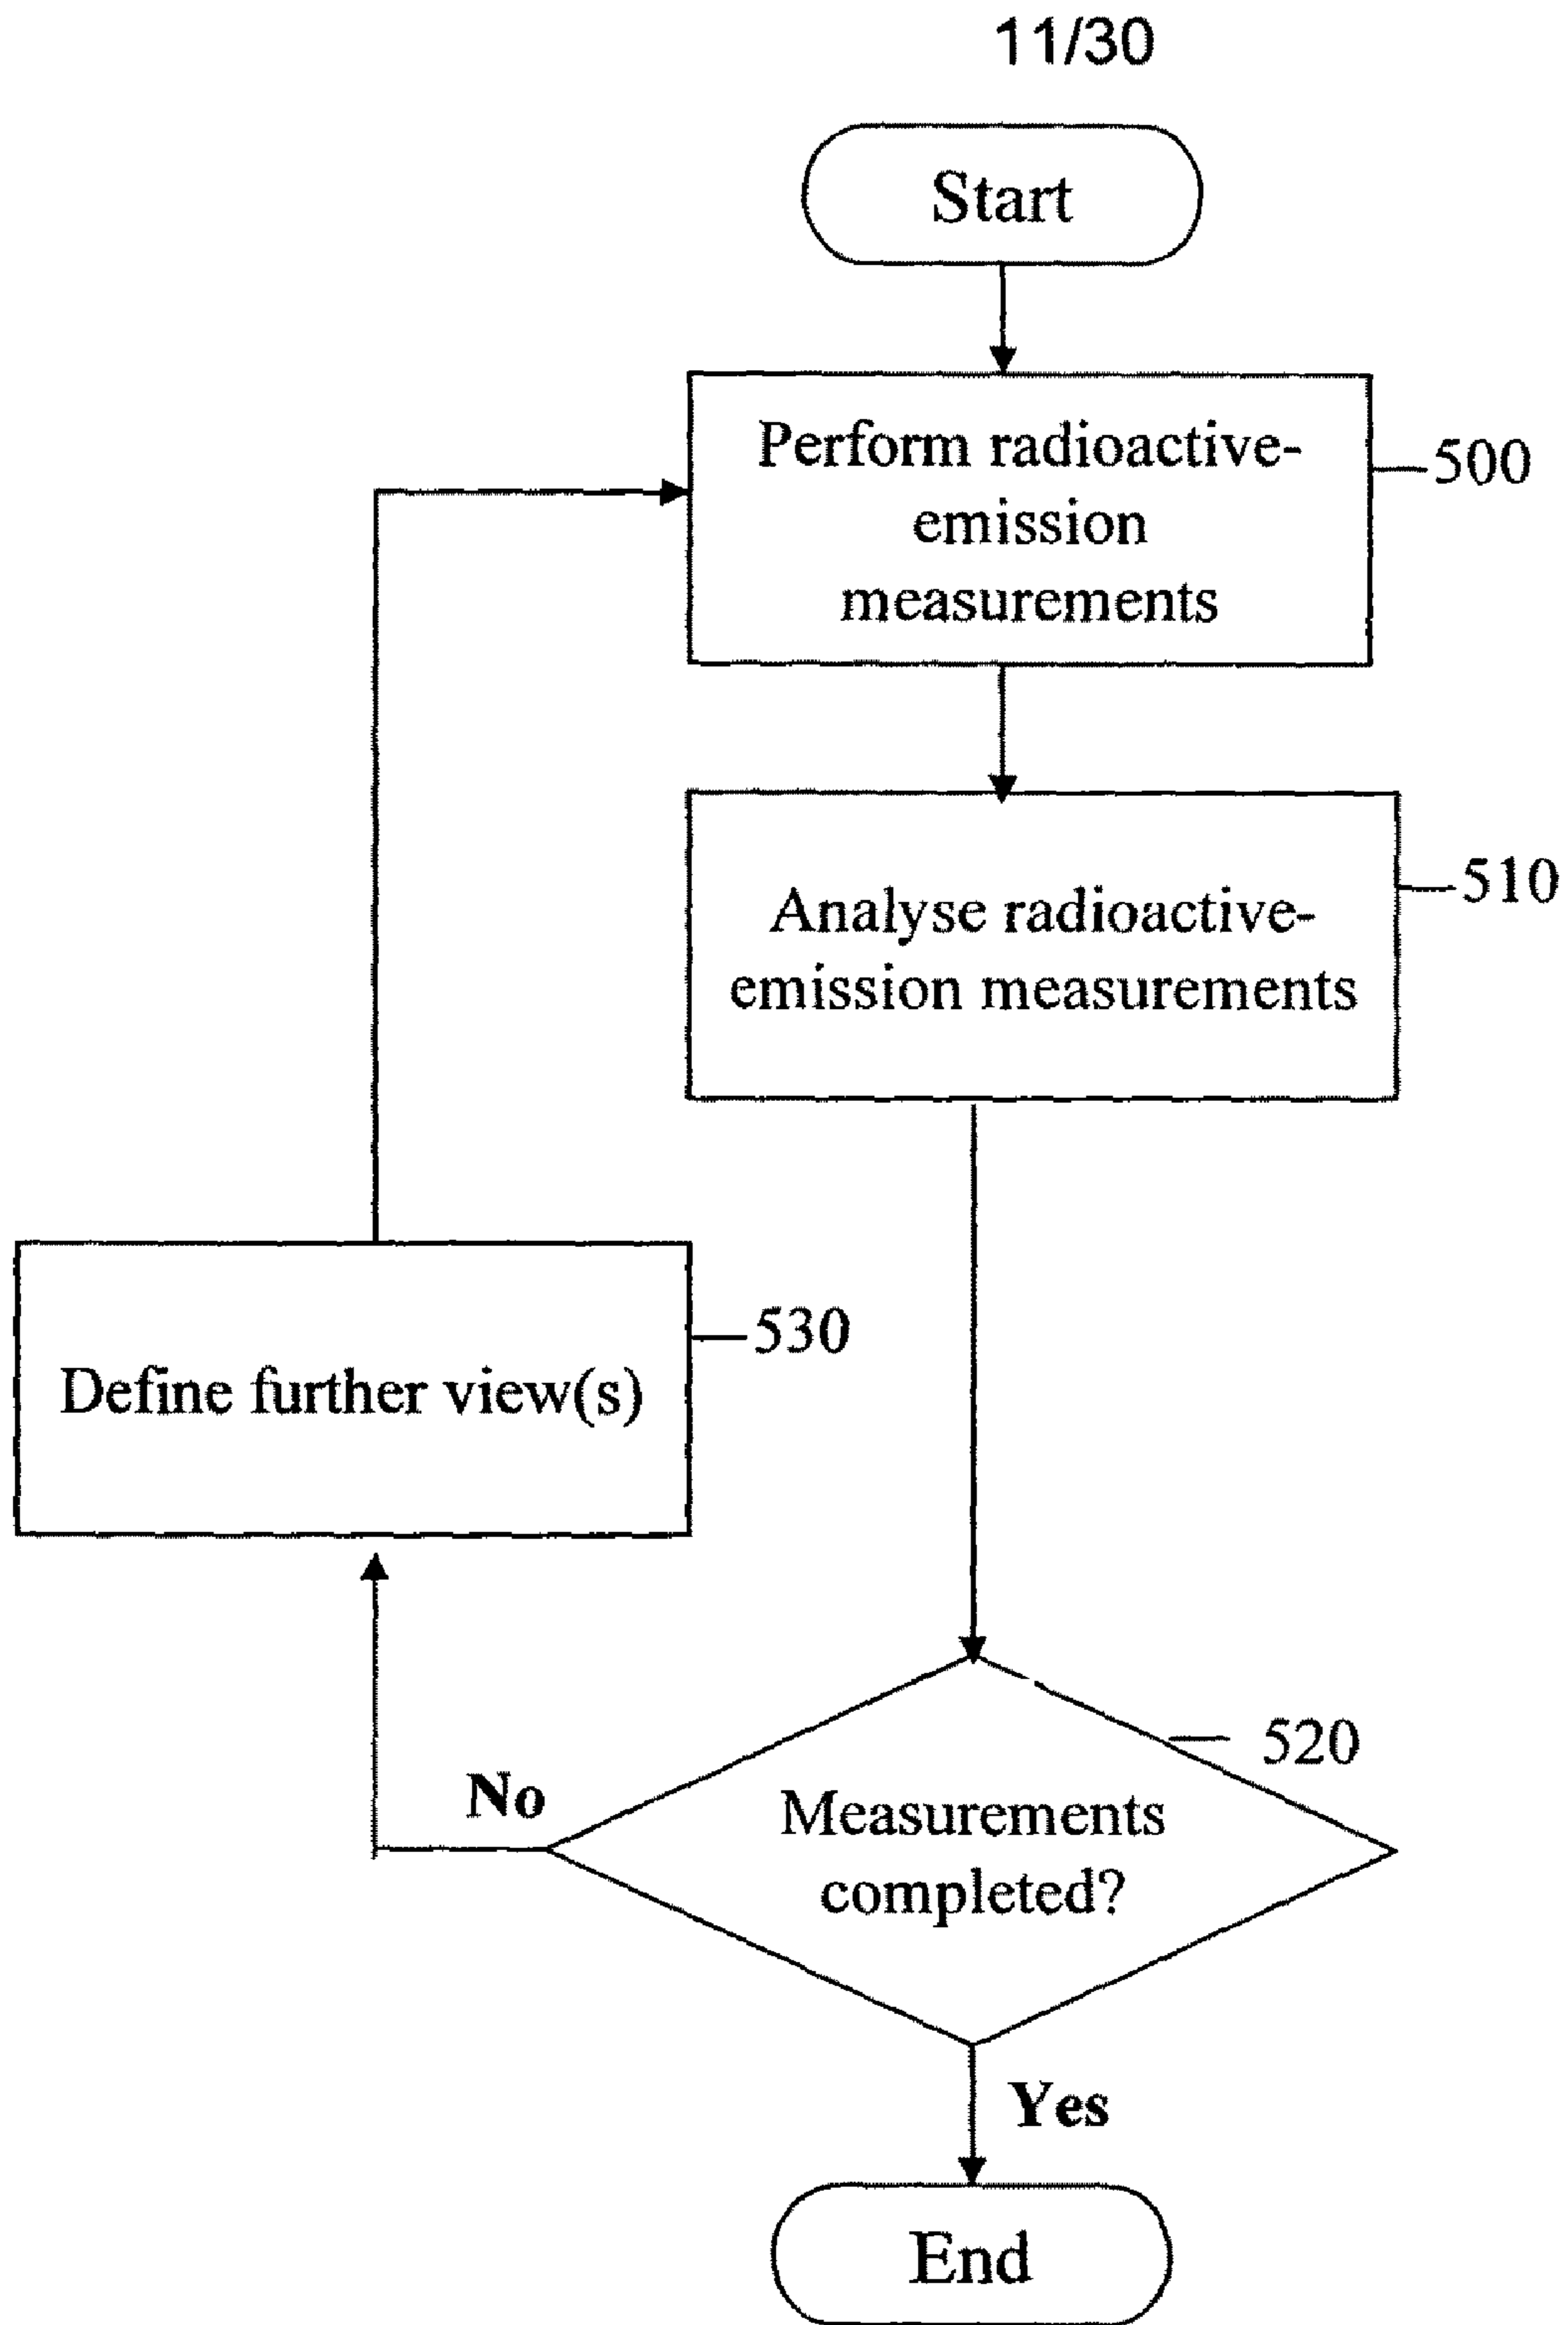 11/30
Start
Perform radioactive-
emission
measurements
500
Analyse radioactive-
emission measurements
510
Define further view(s)
530
520
Measurements
completed?
No
Yes
End